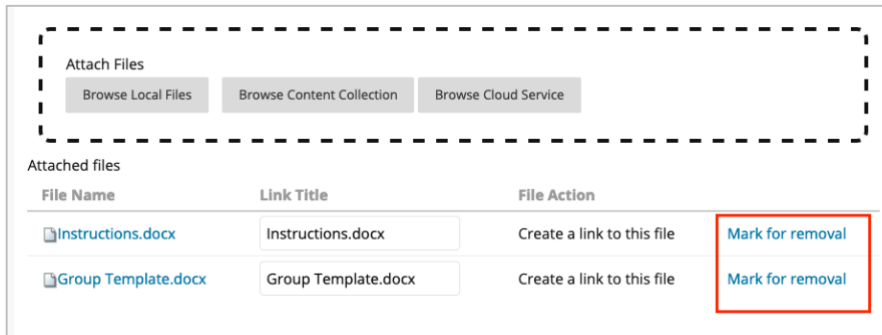 Attach Files
Browse Local Files Browse Content Collection Browse Cloud Service
Attached files
File Name Link Title File Action
Instructions.docx Instructions.docx Create a link to this file Mark for removal
Group Template.docx Group Template.docx Create a link to this file Mark for removal